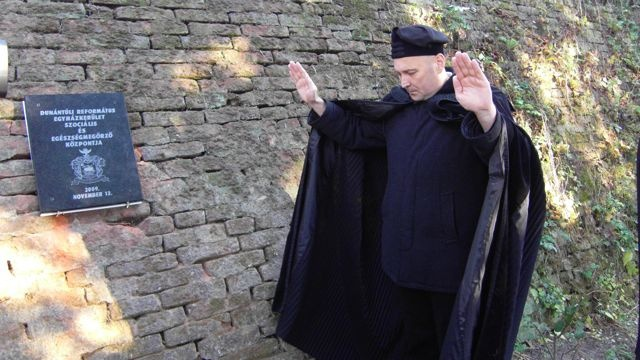 DUNÁNTÚLI REFORMÁTUS
EGYHÁZKERÜLET
SZOCIÁLIS
ÉS
EGÉSZSÉGMEGŐRZŐ
KÖZPONTJA
2009.
NOVEMBER 12.